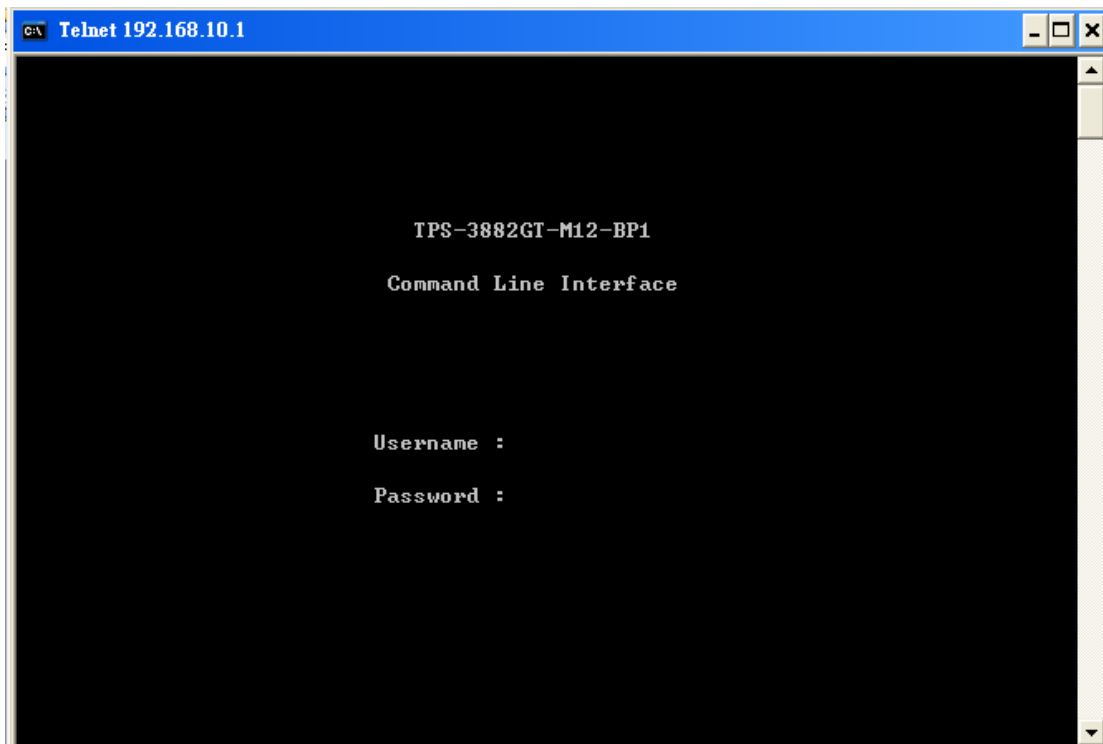 Telnet 192.168.10.1
TPS-3882GT-M12-BP1
Command Line Interface
Username :
Password :